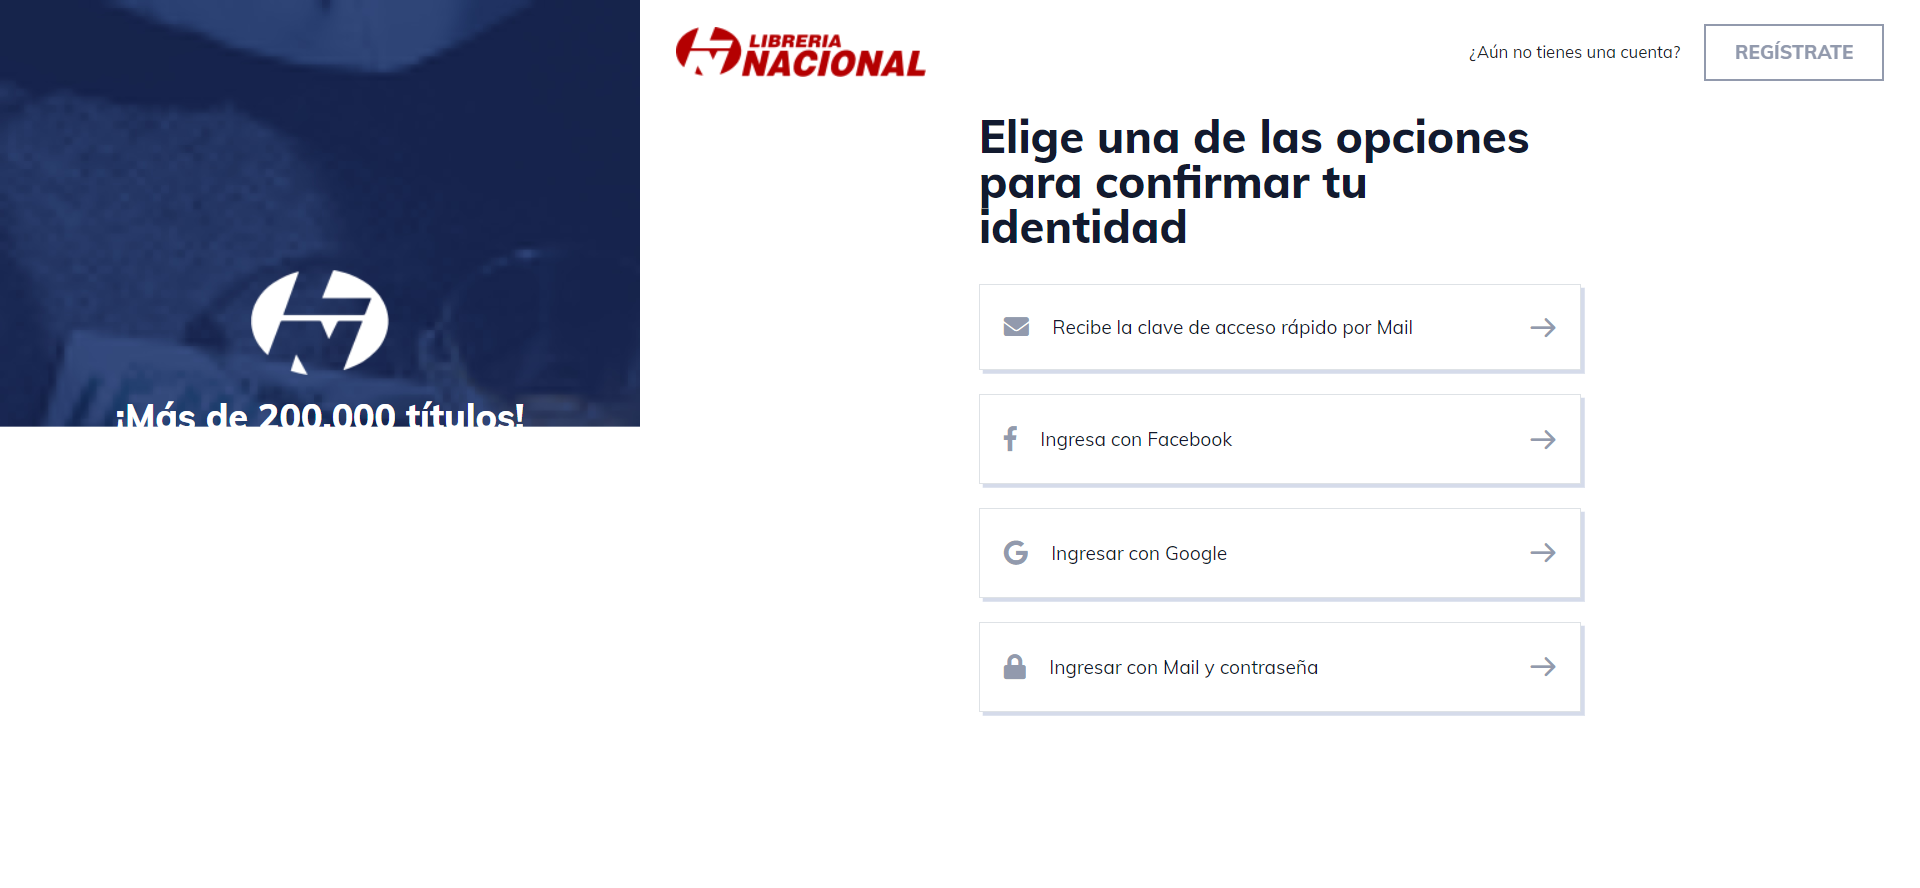 LIBRERIA
NACIONAL
¿Aún no tienes una cuenta?
REGÍSTRATE
Elige una de las opciones
para confirmar tu
identidad
Recibe la clave de acceso rápido por Mail
Ingresa con Facebook
Ingresar con Google
Ingresar con Mail y contraseña
¡Más de 200.000 títulos!